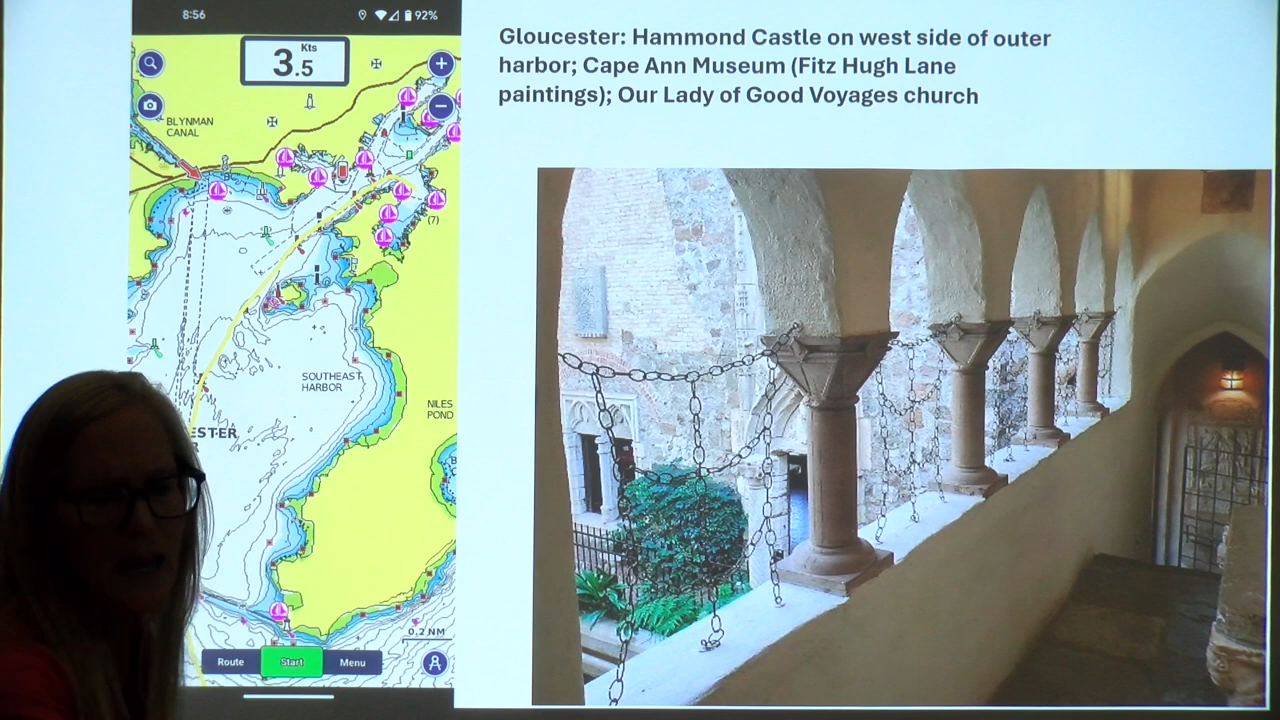 8:56
92%
Gloucester: Hammond Castle on west side of outer
harbor; Cape Ann Museum (Fitz Hugh Lane
paintings); Our Lady of Good Voyages church
Kts
3.5
BLYNMAN
CANAL
(7)
SOUTHEAST
HARBOR
NILES
POND
ESTER
0.2 NM
Route
Start
Menu